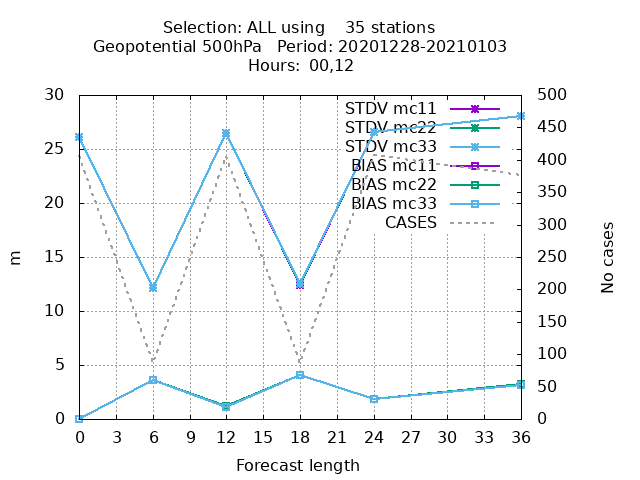 Selection: ALL using    35 stations
Geopotential 500hPa   Period: 20201228-20210103
Hours: 00,12
30
25
20
15
10
5
0
m
500
450
400
350
300
250
200
150
100
50
0
No cases
STDV mc11
STDV mc22
STDV mc33
BIAS mc11
BIAS mc22
BIAS mc33
CASES
0 3 6 9 12 15 18 21 24 27 30 33 36
Forecast length